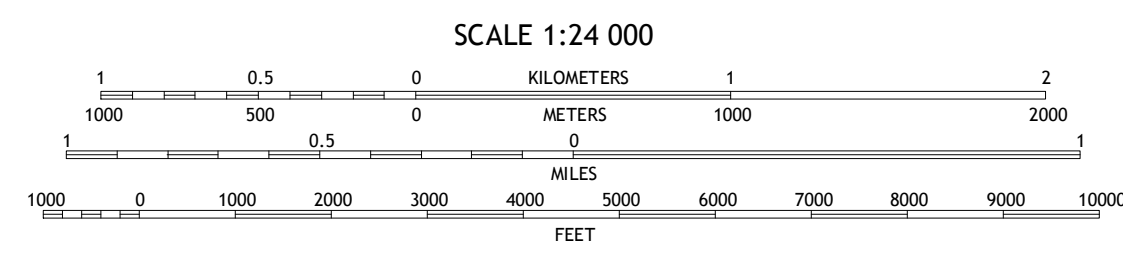 SCALE 1:24 000
1 0.5 0 KILOMETERS 1 2
1000 500 0 METERS 1000 2000
1 0.5 0 1
MILES
1000 0 1000 2000 3000 4000 5000 6000 7000 8000 9000 10000
FEET